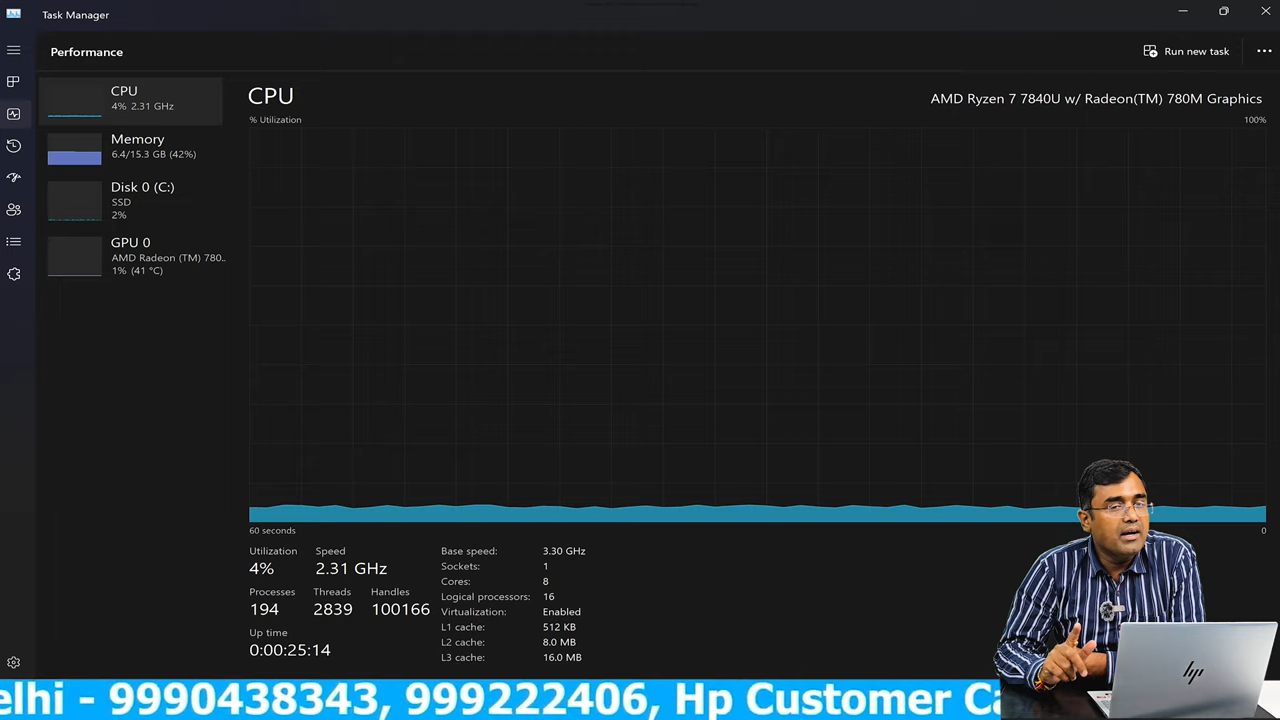 Task Manager
Performance
Run new task
CPU
4% 2.31 GHz
Memory
6.4/15.3 GB (42%)
Disk 0 (C:)
SSD
2%
GPU 0
AMD Radeon (TM) 780..
1% (41 °C)
CPU
AMD Ryzen 7 7840U w/ Radeon(TM) 780M Graphics
% Utilization
100%
60 seconds
0
Utilization
4%
Speed
2.31 GHz
Processes
194
Threads
2839
Handles
100166
Up time
0:00:25:14
Base speed: 3.30 GHz
Sockets: 1
Cores: 8
Logical processors: 16
Virtualization: Enabled
L1 cache: 512 KB
L2 cache: 8.0 MB
L3 cache: 16.0 MB
hp
elhi - 9990438343, 999222406, Hp Customer Ca